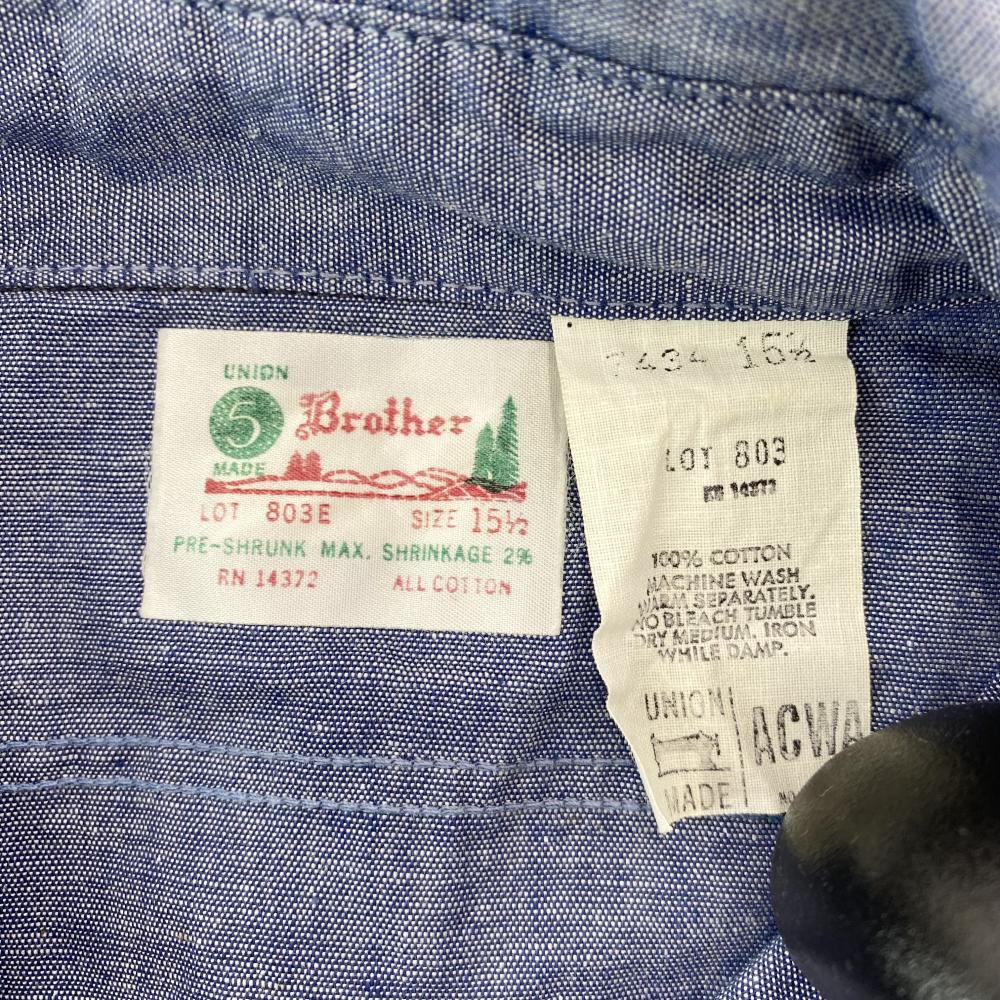 UNION
5 Brother
MADE
LOT 803E SIZE 15½
PRE-SHRUNK MAX. SHRINKAGE 2%
RN 14372 ALL COTTON
7434 15½
LOT 803
RN 14372
100% COTTON
MACHINE WASH
WARM SEPARATELY.
NO BLEACH TUMBLE
DRY MEDIUM. IRON
WHILE DAMP.
UNION
MADE
ACWA